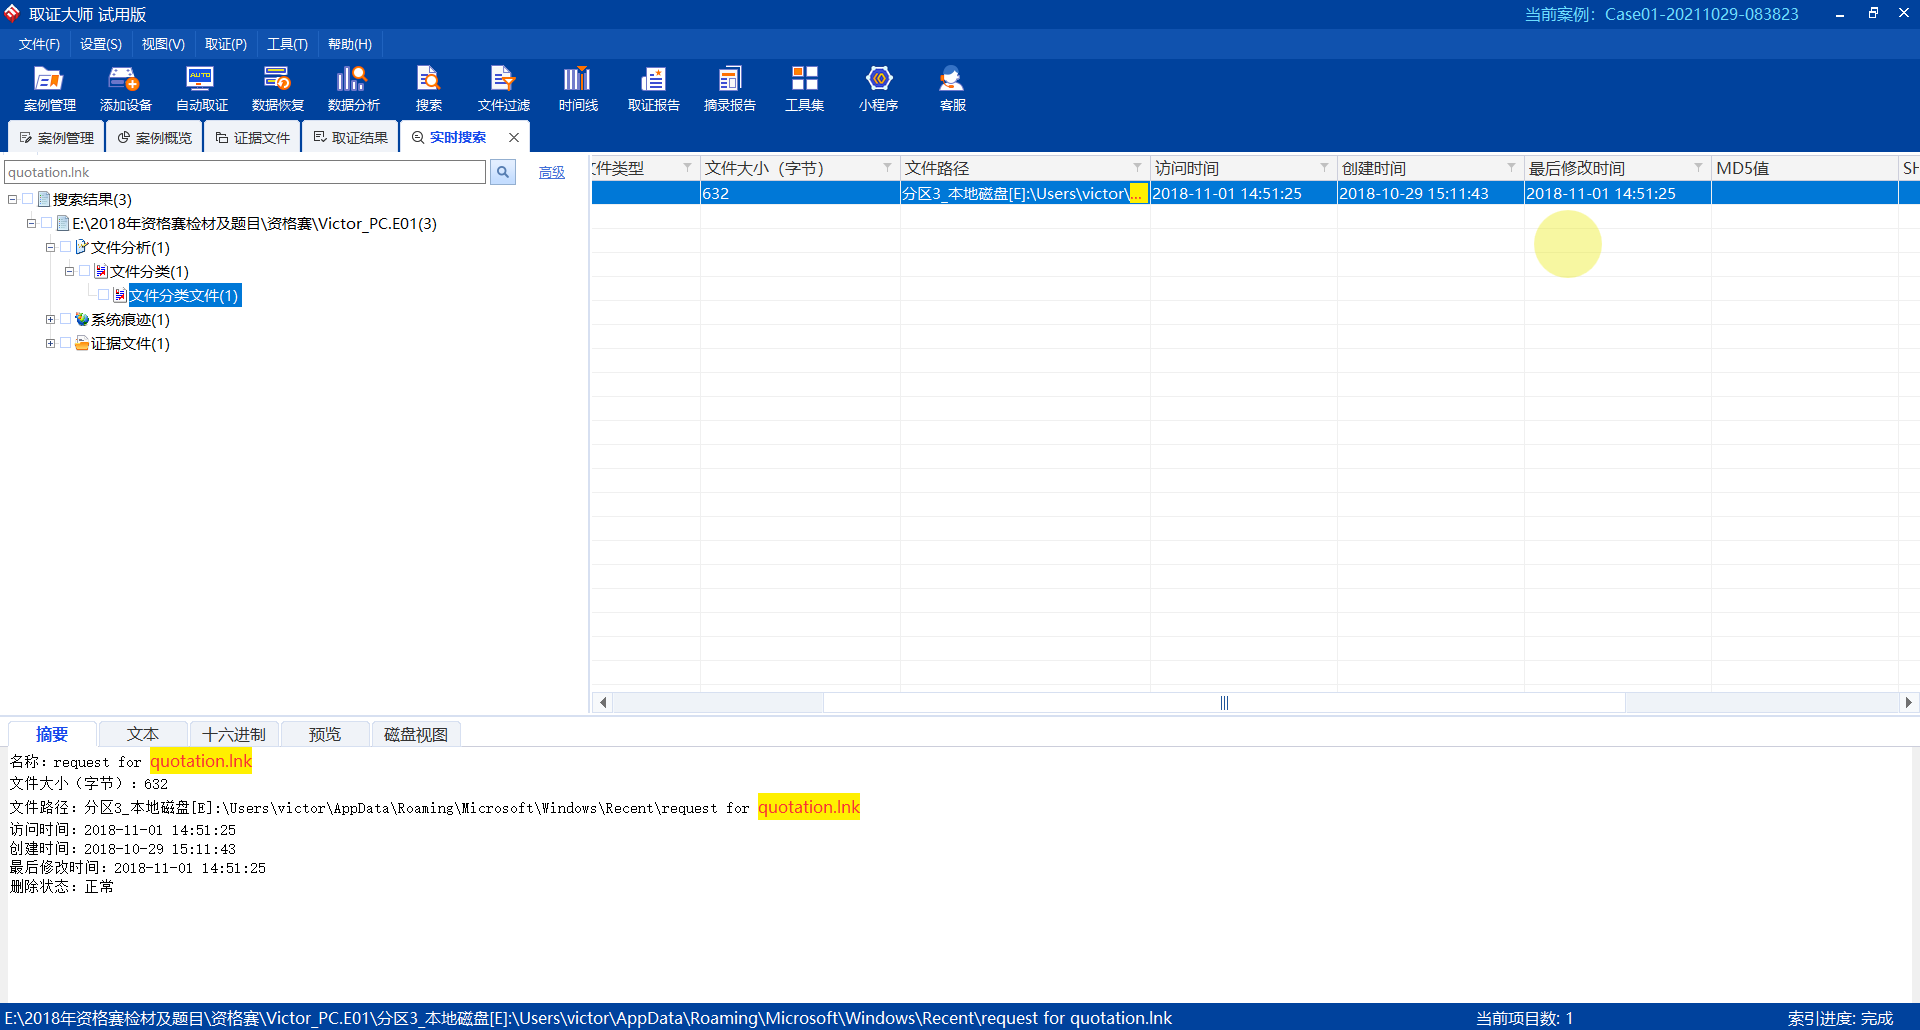 取证大师 试用版
当前案例：Case01-20211029-083823
文件(F) 设置(S) 视图(V) 取证(P) 工具(T) 帮助(H)
案例管理 添加设备 自动取证 数据恢复 数据分析 搜索 文件过滤 时间线 取证报告 摘录报告 工具集 小程序 客服
案例管理 案例概览 证据文件 取证结果 实时搜索
quotation.lnk 高级
件类型 文件大小（字节） 文件路径 访问时间 创建时间 最后修改时间 MD5值 SH
632 分区3_本地磁盘[E]:\Users\victor\... 2018-11-01 14:51:25 2018-10-29 15:11:43 2018-11-01 14:51:25
搜索结果(3)
E:\2018年资格赛检材及题目\资格赛\Victor_PC.E01(3)
文件分析(1)
文件分类(1)
文件分类文件(1)
系统痕迹(1)
证据文件(1)
摘要 文本 十六进制 预览 磁盘视图
名称：request for quotation.lnk
文件大小（字节）：632
文件路径：分区3_本地磁盘[E]:\Users\victor\AppData\Roaming\Microsoft\Windows\Recent\request for quotation.lnk
访问时间：2018-11-01 14:51:25
创建时间：2018-10-29 15:11:43
最后修改时间：2018-11-01 14:51:25
删除状态：正常
E:\2018年资格赛检材及题目\资格赛\Victor_PC.E01\分区3_本地磁盘[E]:\Users\victor\AppData\Roaming\Microsoft\Windows\Recent\request for quotation.lnk
当前项目数: 1
索引进度: 完成